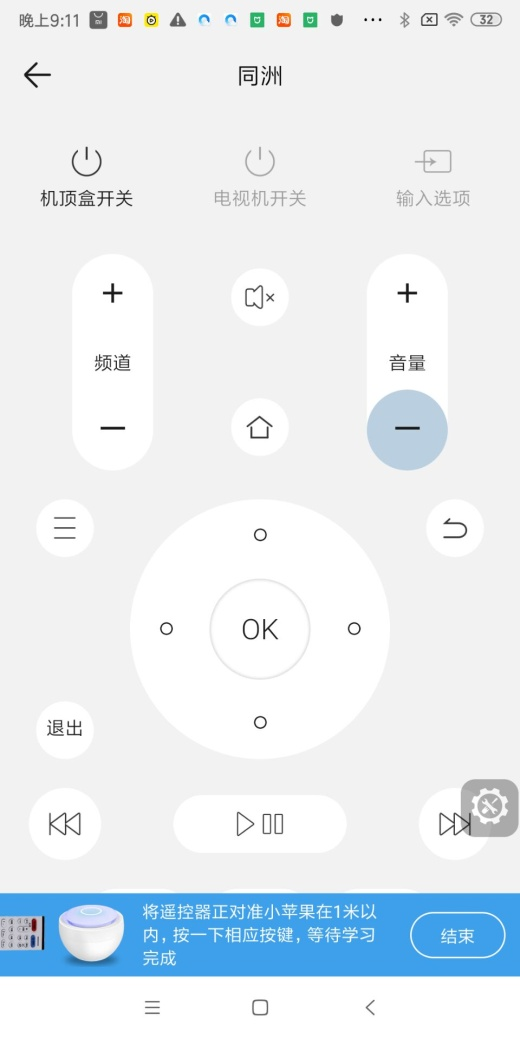 晚上9:11
32
同洲
机顶盒开关
电视机开关
输入选项
频道
音量
OK
退出
将遥控器正对准小苹果在1米以
内，按一下相应按键，等待学习
完成
结束